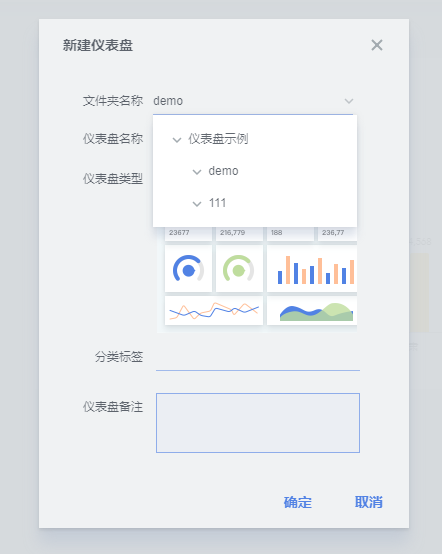 新建仪表盘
文件夹名称 demo
仪表盘名称
仪表盘示例
demo
仪表盘类型
111
23677 216,779 188 236,77
分类标签
仪表盘备注
确定 取消